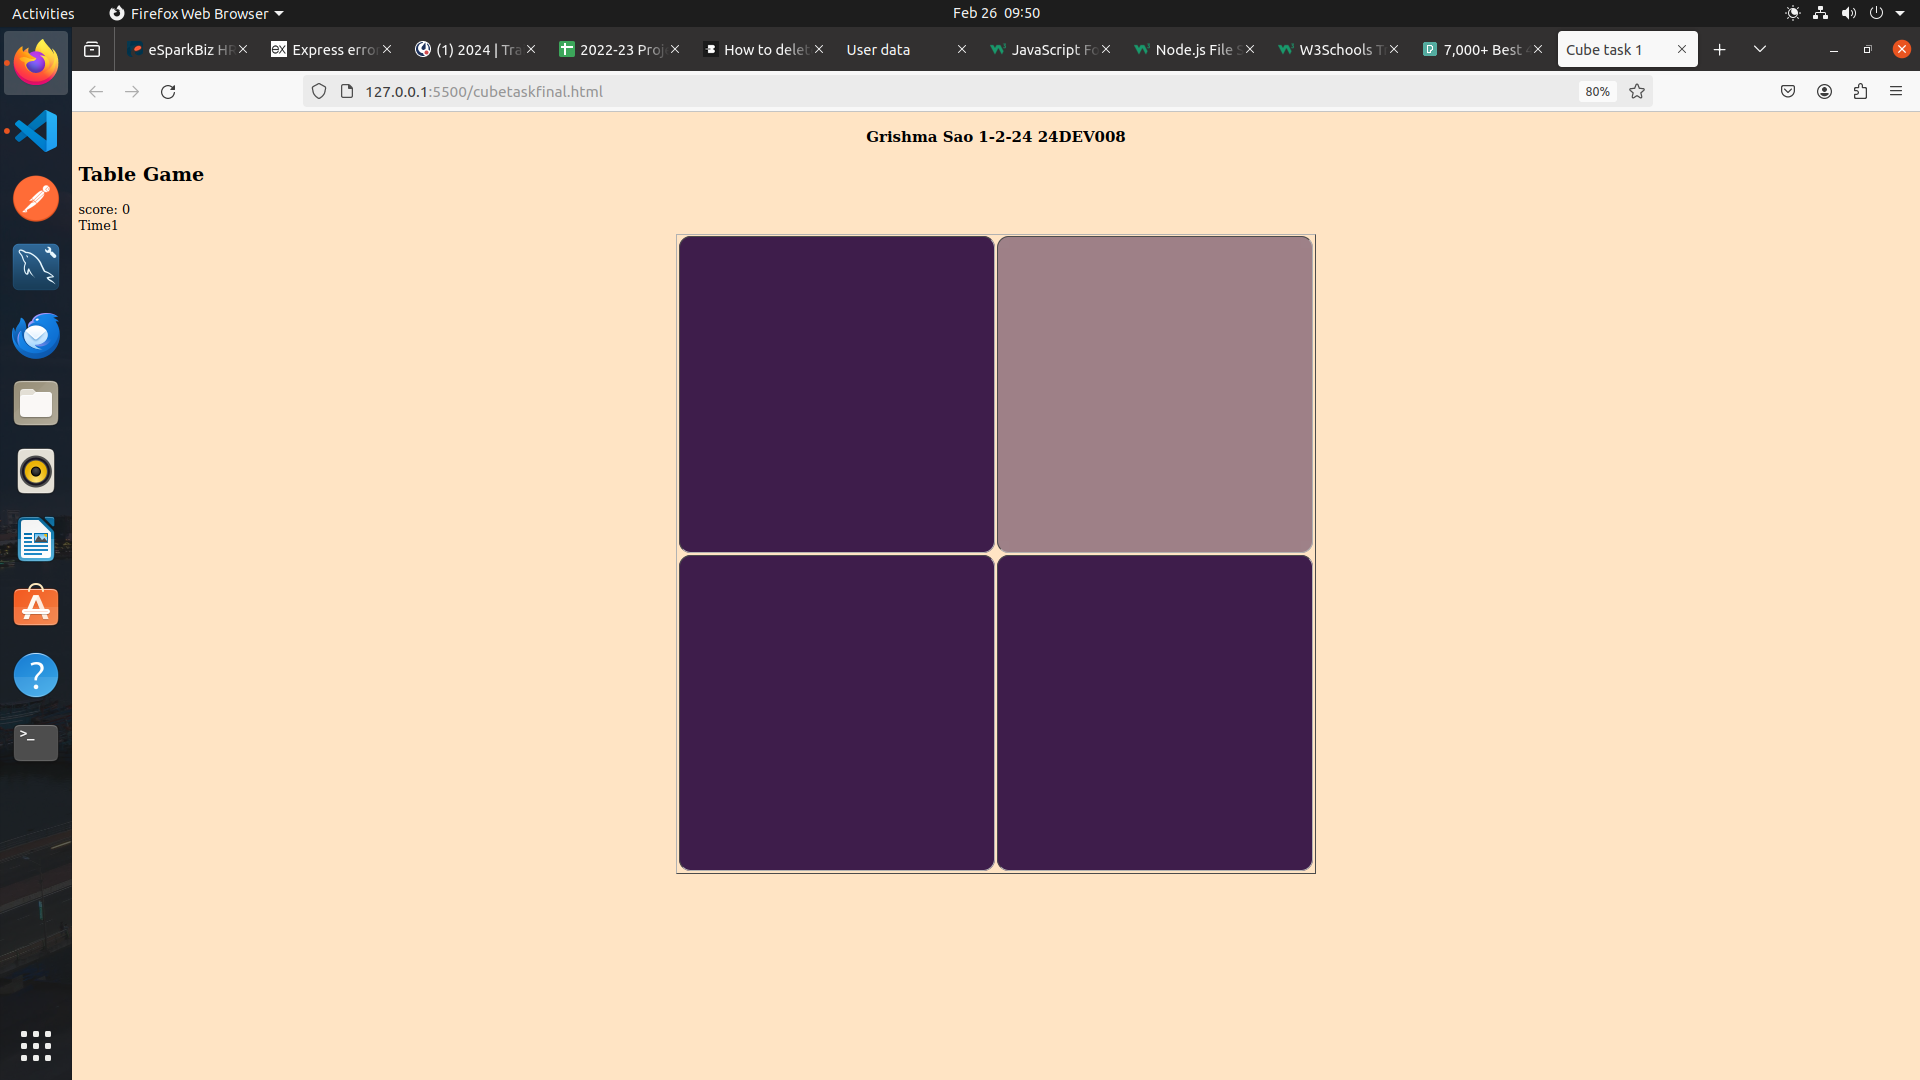 Activities
Firefox Web Browser
Feb 26 09:50
eSparkBiz HR
Express erro
(1) 2024 | Tra
2022-23 Proj
How to delet
User data
JavaScript Fo
Node.js File S
W3Schools T
7,000+ Best
Cube task 1
127.0.0.1:5500/cubetaskfinal.html
80%
Grishma Sao 1-2-24 24DEV008
Table Game
score: 0
Time1